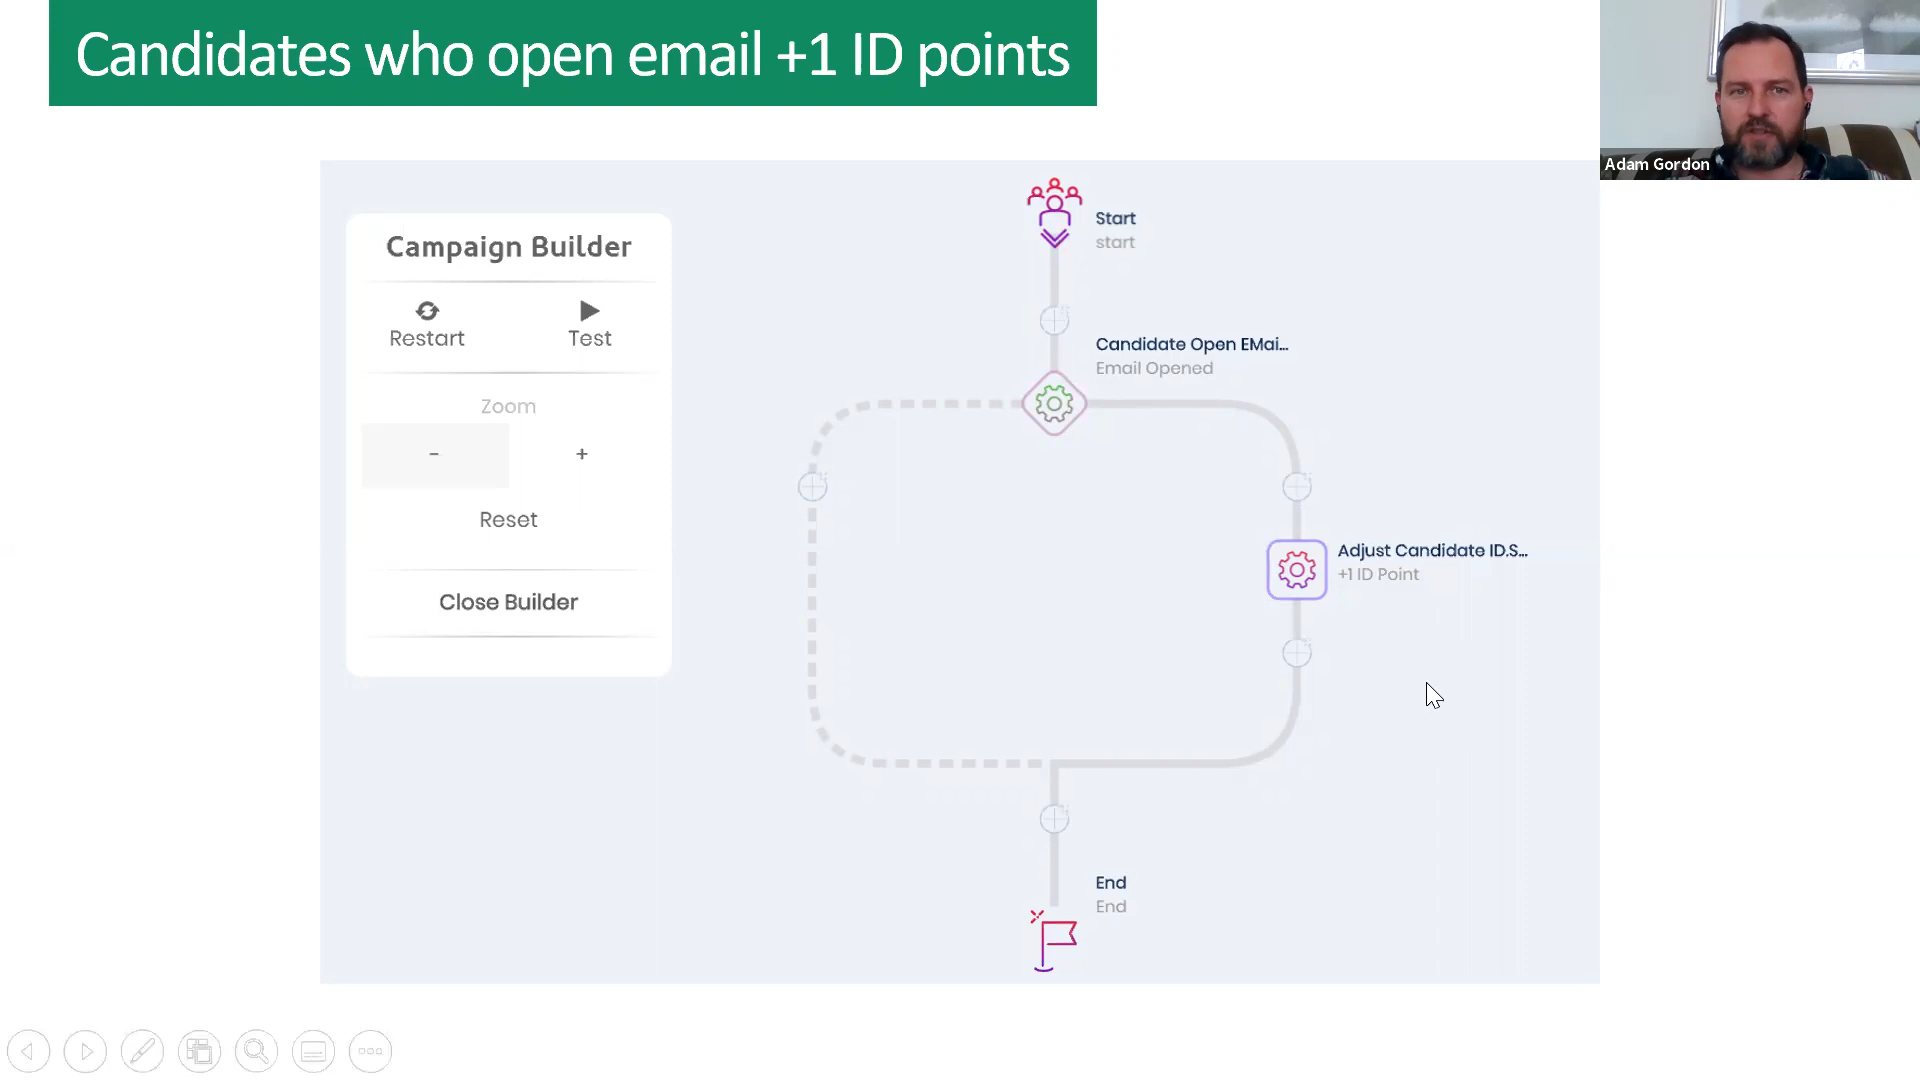 Candidates who open email +1 ID points
Adam Gordon
Campaign Builder
Restart
Test
Zoom
-
+
Reset
Close Builder
Start
start
Candidate Open EMai...
Email Opened
Adjust Candidate ID.S...
+1 ID Point
End
End